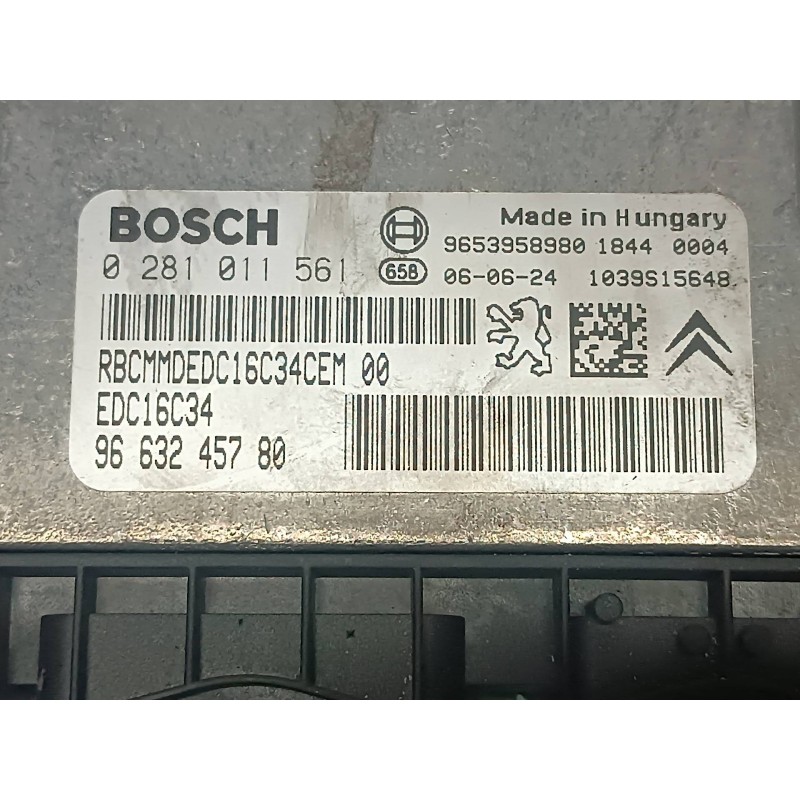 BOSCH
Made in Hungary
9653958980 1844 0004
0 281 011 561
658
06-06-24 1039S15648
RBCMMDEDC16C34CEM 00
EDC16C34
96 632 457 80